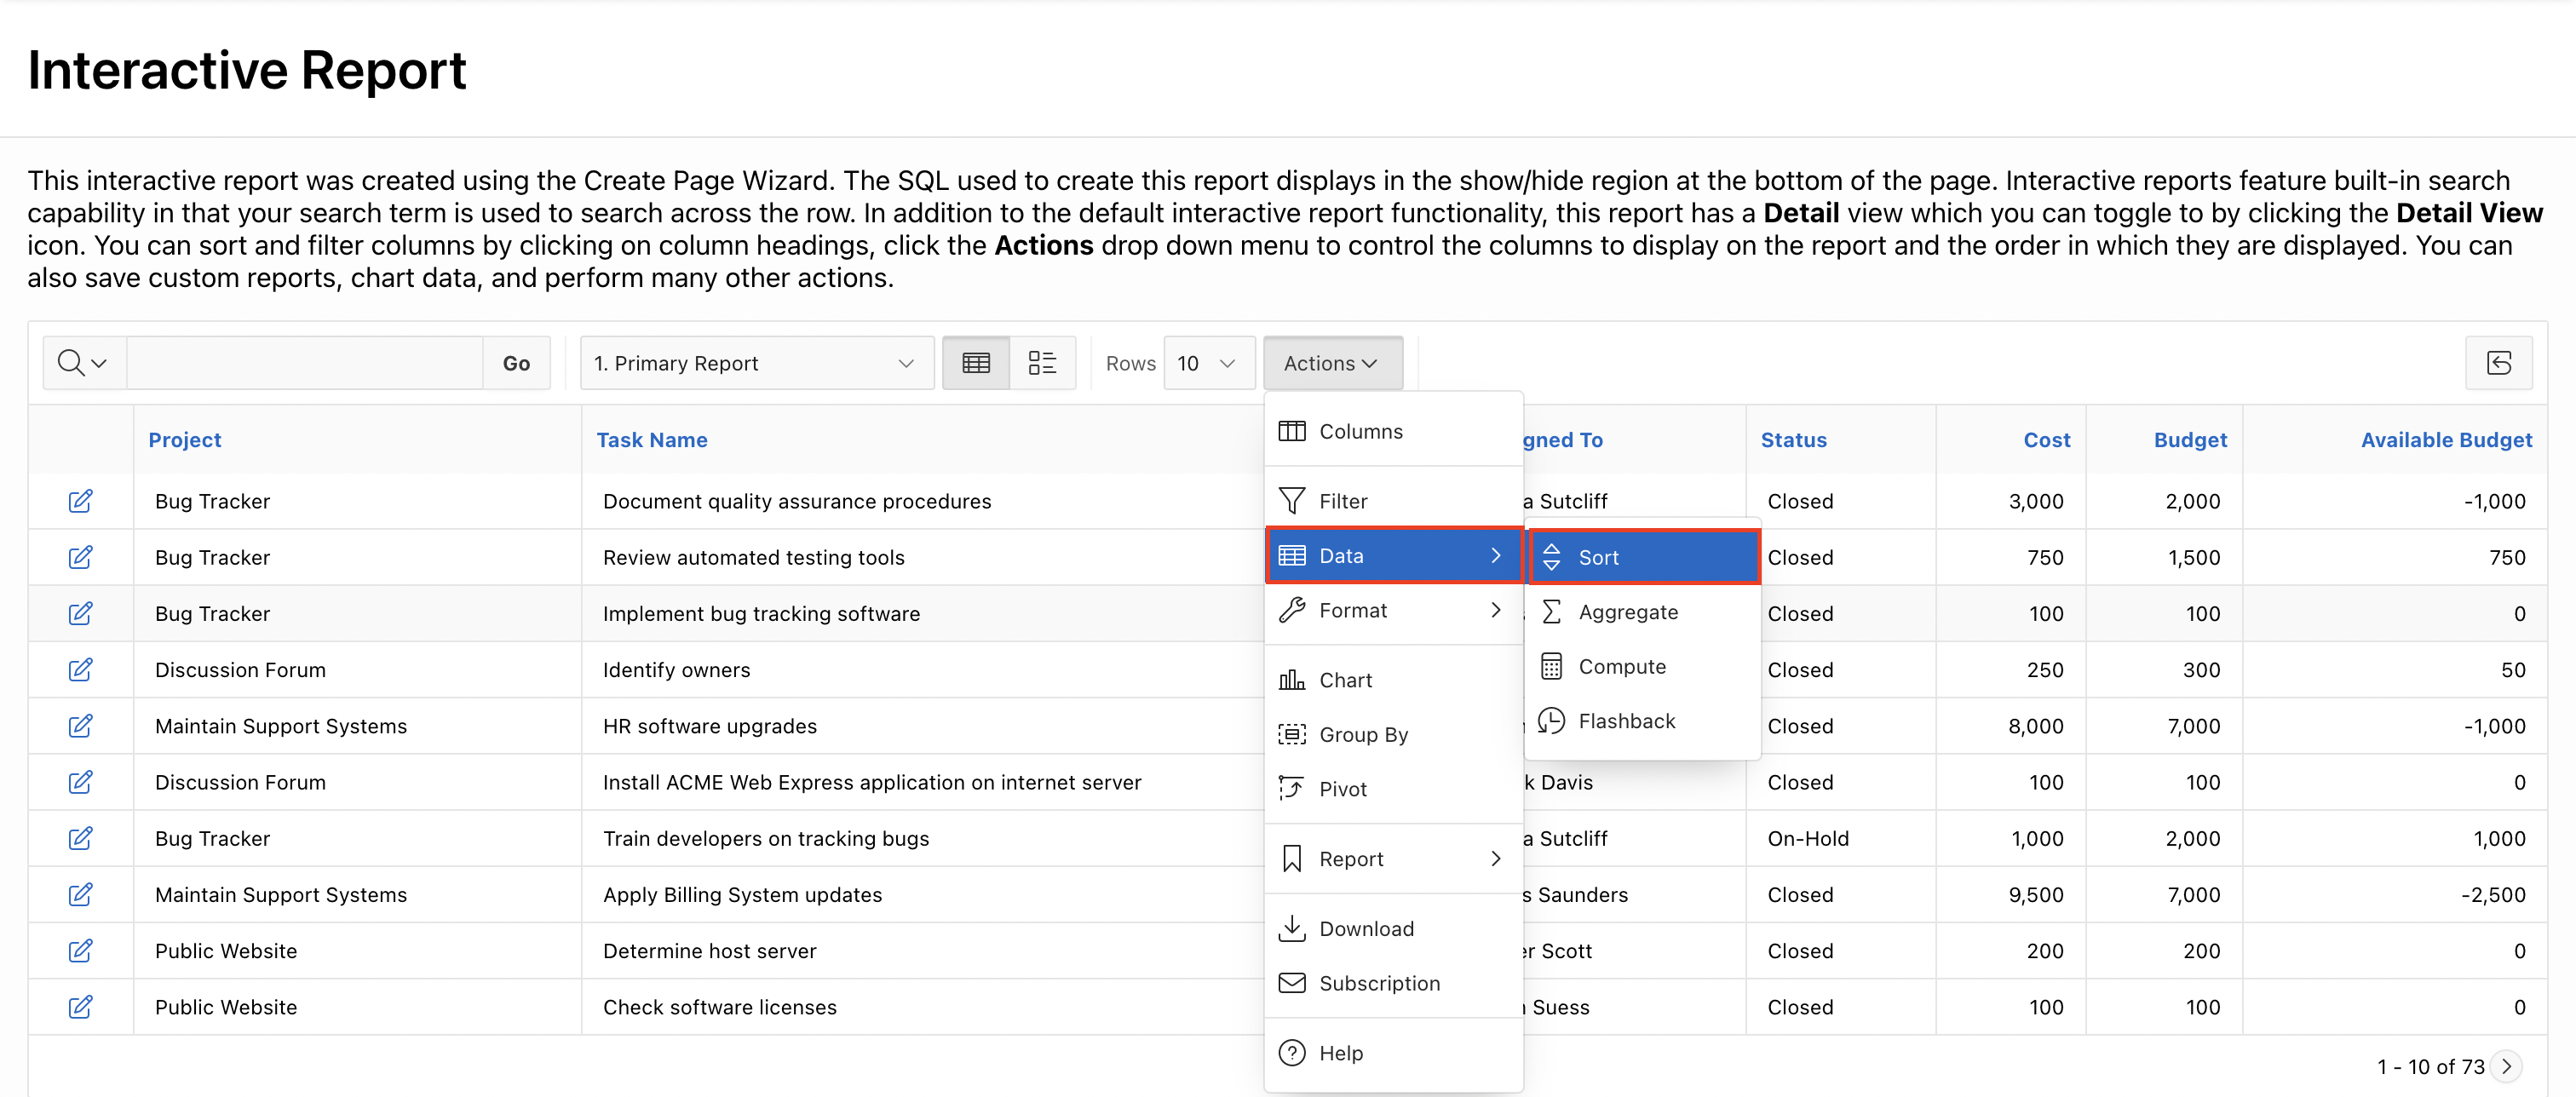 Interactive Report
This interactive report was created using the Create Page Wizard. The SQL used to create this report displays in the show/hide region at the bottom of the page. Interactive reports feature built-in search
capability in that your search term is used to search across the row. In addition to the default interactive report functionality, this report has a Detail view which you can toggle to by clicking the Detail View
icon. You can sort and filter columns by clicking on column headings, click the Actions drop down menu to control the columns to display on the report and the order in which they are displayed. You can
also save custom reports, chart data, and perform many other actions.
Go 1. Primary Report Rows 10 Actions
Project Task Name gned To Status Cost Budget Available Budget
Bug Tracker Document quality assurance procedures a Sutcliff Closed 3,000 2,000 -1,000
Bug Tracker Review automated testing tools Closed 750 1,500 750
Bug Tracker Implement bug tracking software Closed 100 100 0
Discussion Forum Identify owners Closed 250 300 50
Maintain Support Systems HR software upgrades Closed 8,000 7,000 -1,000
Discussion Forum Install ACME Web Express application on internet server k Davis Closed 100 100 0
Bug Tracker Train developers on tracking bugs a Sutcliff On-Hold 1,000 2,000 1,000
Maintain Support Systems Apply Billing System updates s Saunders Closed 9,500 7,000 -2,500
Public Website Determine host server er Scott Closed 200 200 0
Public Website Check software licenses Suess Closed 100 100 0
Columns
Filter
Data
Format
Chart
Group By
Pivot
Report
Download
Subscription
Help
Sort
Aggregate
Compute
Flashback
1 - 10 of 73